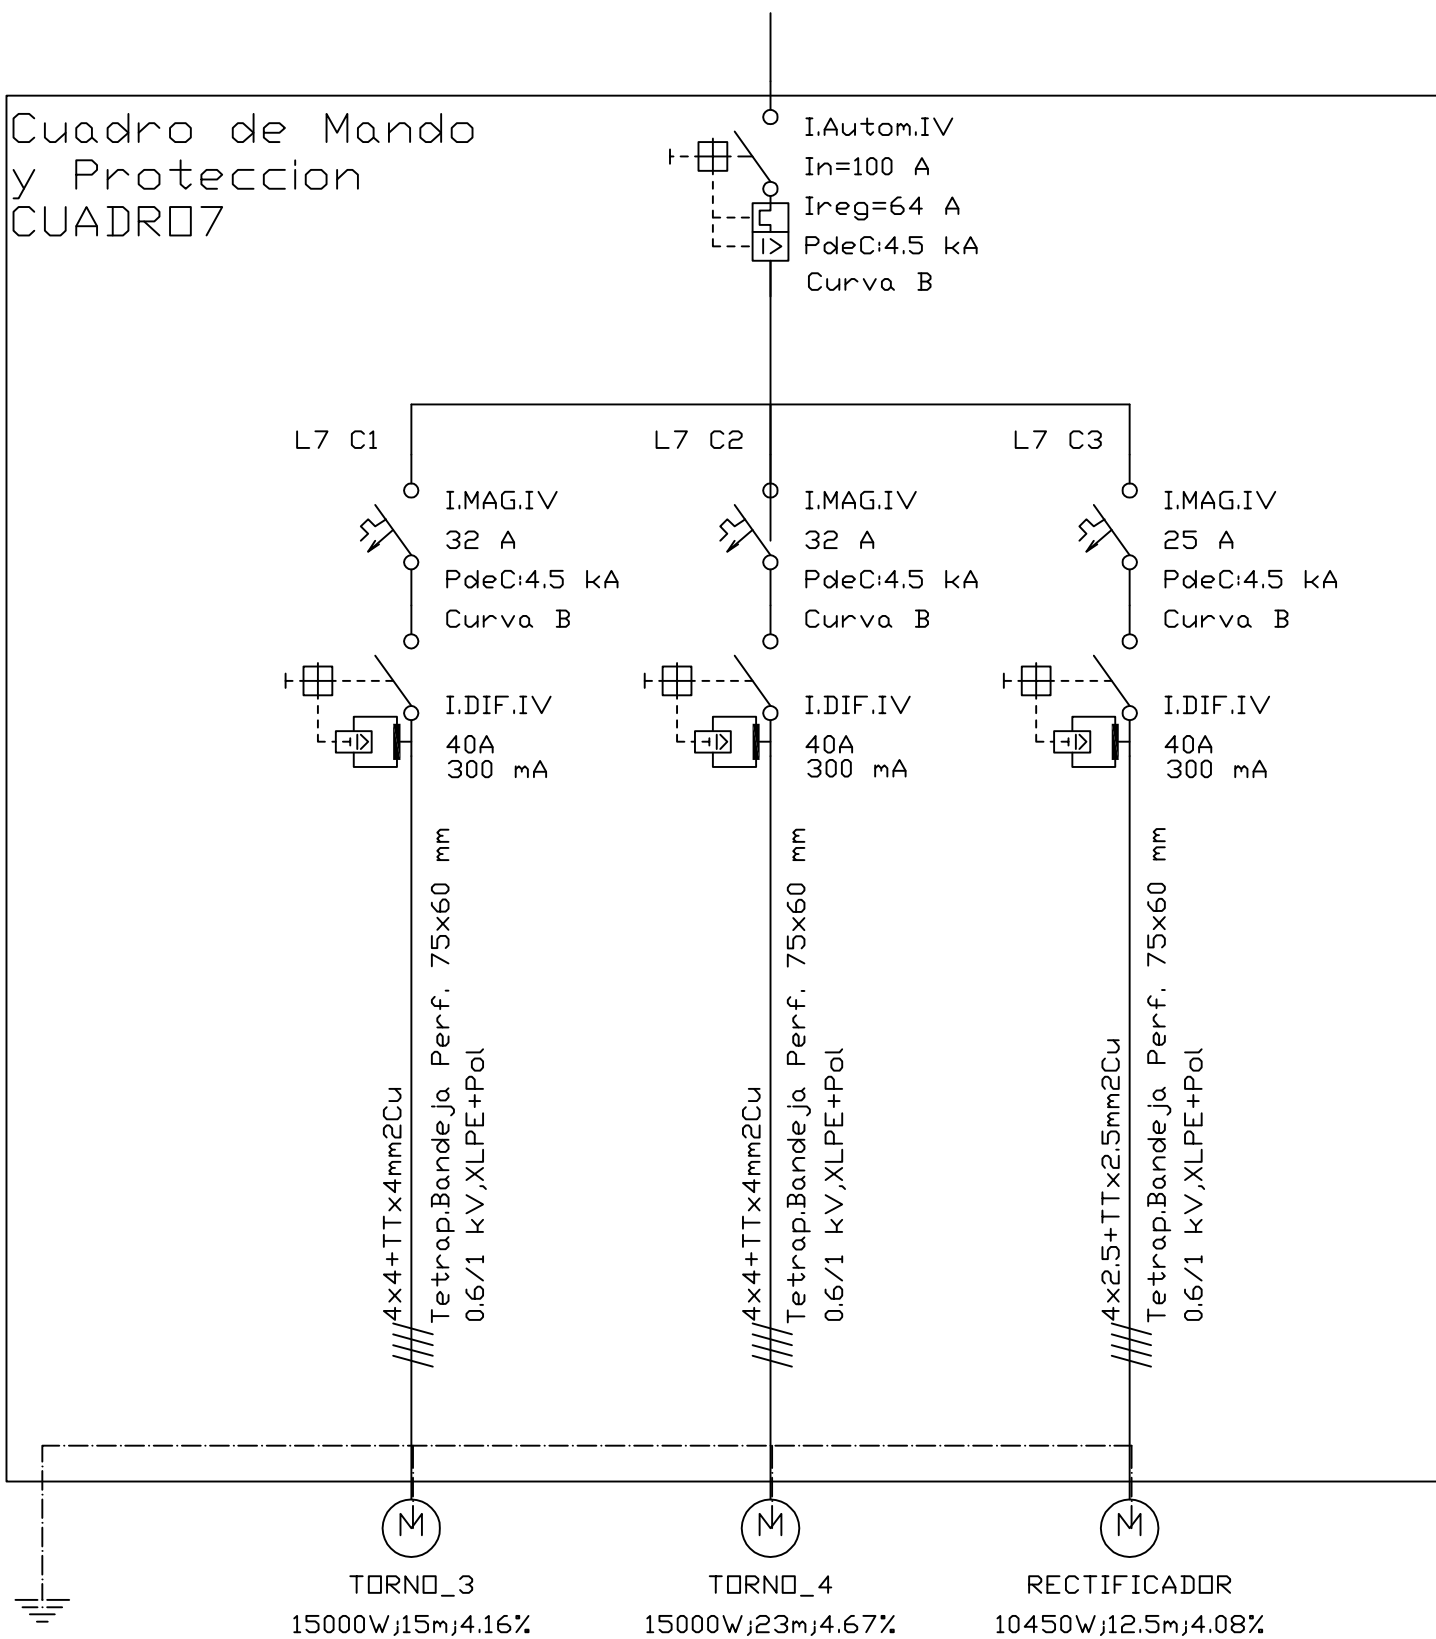 Cuadro de Mando
y Proteccion
CUADRO7
I.Autom.IV
In=100 A
Ireg=64 A
PdeC:4.5 kA
Curva B
I>
L7 C1
I.MAG.IV
32 A
PdeC:4.5 kA
Curva B
I.DIF.IV
40A
300 mA
I>
4x4+TTx4mm2Cu
Tetrap.Bandeja Perf. 75x60 mm
0.6/1 kV,XLPE+Pol
M
TORNO_3
15000W;15m;4.16%
L7 C2
I.MAG.IV
32 A
PdeC:4.5 kA
Curva B
I.DIF.IV
40A
300 mA
I>
4x4+TTx4mm2Cu
Tetrap.Bandeja Perf. 75x60 mm
0.6/1 kV,XLPE+Pol
M
TORNO_4
15000W;23m;4.67%
L7 C3
I.MAG.IV
25 A
PdeC:4.5 kA
Curva B
I.DIF.IV
40A
300 mA
I>
4x2.5+TTx2.5mm2Cu
Tetrap.Bandeja Perf. 75x60 mm
0.6/1 kV,XLPE+Pol
M
RECTIFICADOR
10450W;12.5m;4.08%